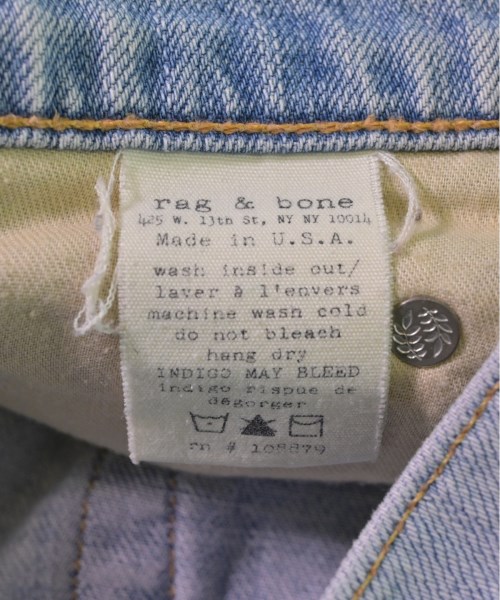 rag & bone
425 W. 13th St, NY NY 10014
Made in U.S.A.
wash inside out/
laver à l'envers
machine wash cold
do not bleach
hang dry
INDIGO MAY BLEED
indigo risque de
dégorger
rn # 108879